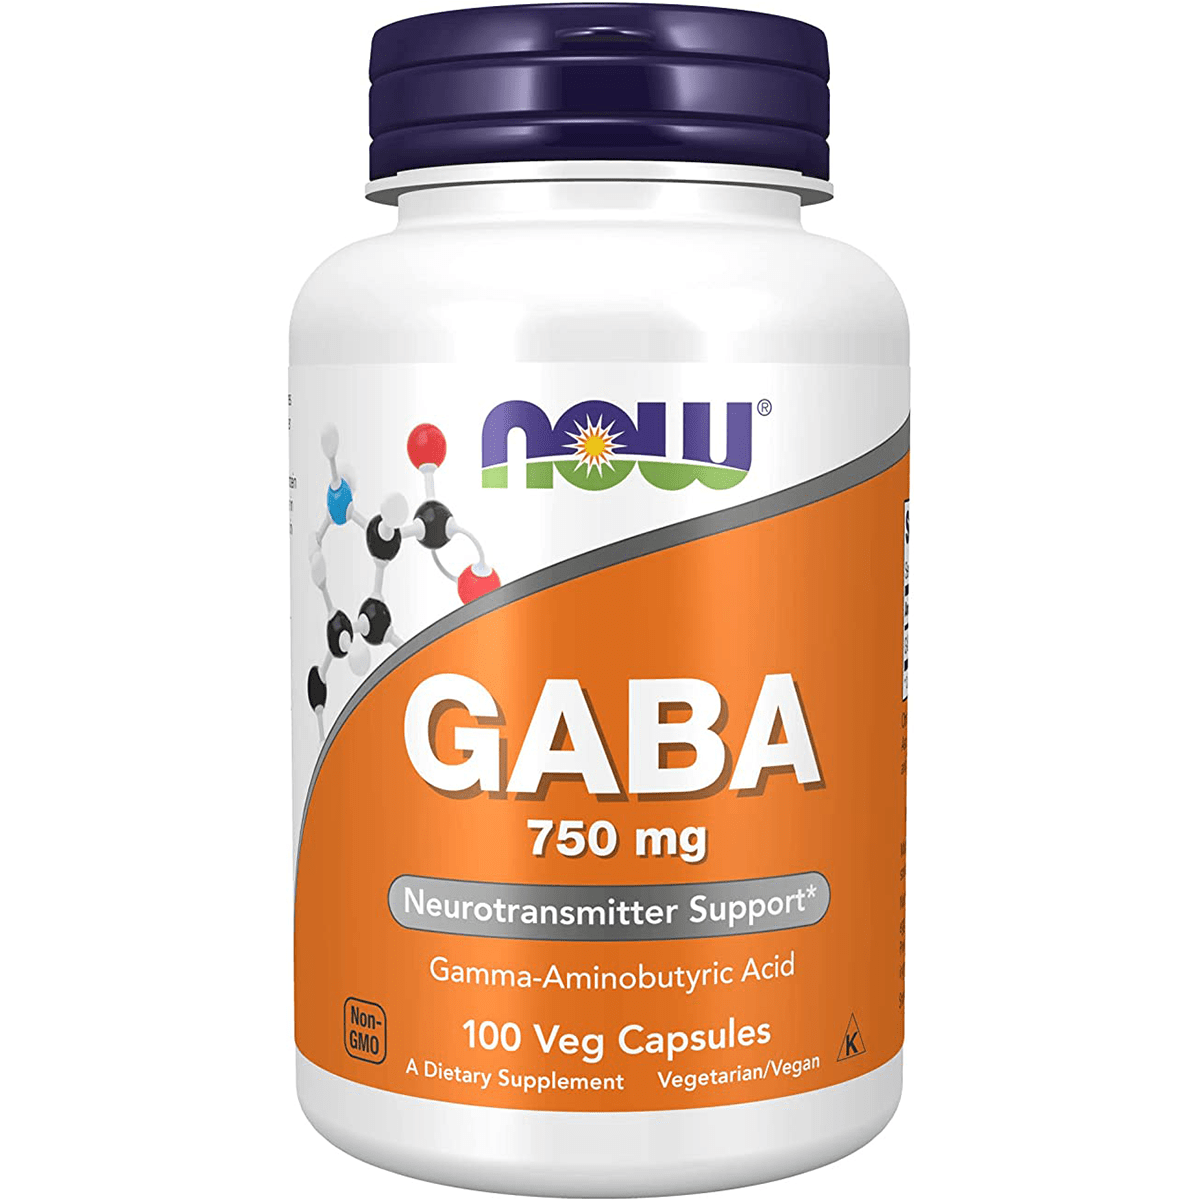 NOW®
GABA
750 mg
Neurotransmitter Support*
Gamma-Aminobutyric Acid
Non-
GMO
100 Veg Capsules
K
A Dietary Supplement Vegetarian/Vegan